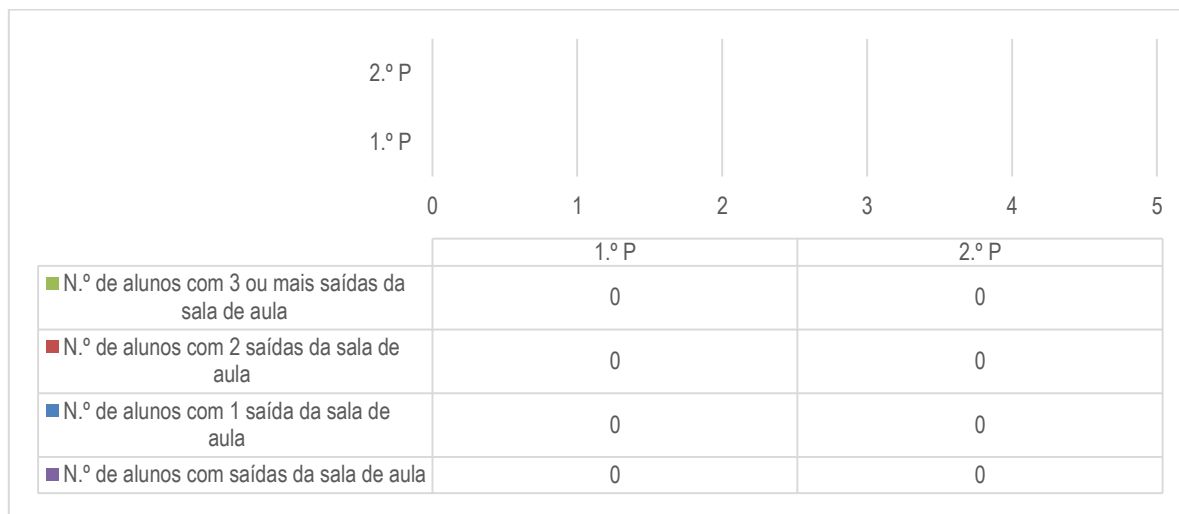 2.º P
1.º P
0 1 2 3 4 5
1.º P 2.º P
N.º de alunos com 3 ou mais saídas da
sala de aula
0 0
N.º de alunos com 2 saídas da sala de
aula
0 0
N.º de alunos com 1 saída da sala de
aula
0 0
N.º de alunos com saídas da sala de aula 0 0